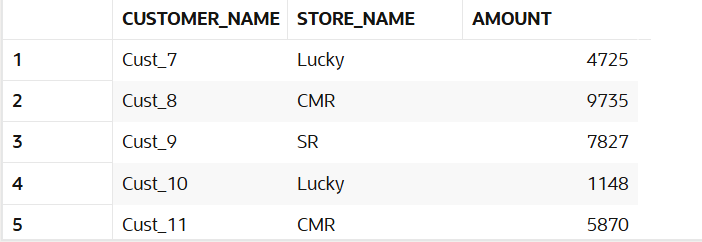 CUSTOMER_NAME STORE_NAME AMOUNT
1 Cust_7 Lucky 4725
2 Cust_8 CMR 9735
3 Cust_9 SR 7827
4 Cust_10 Lucky 1148
5 Cust_11 CMR 5870